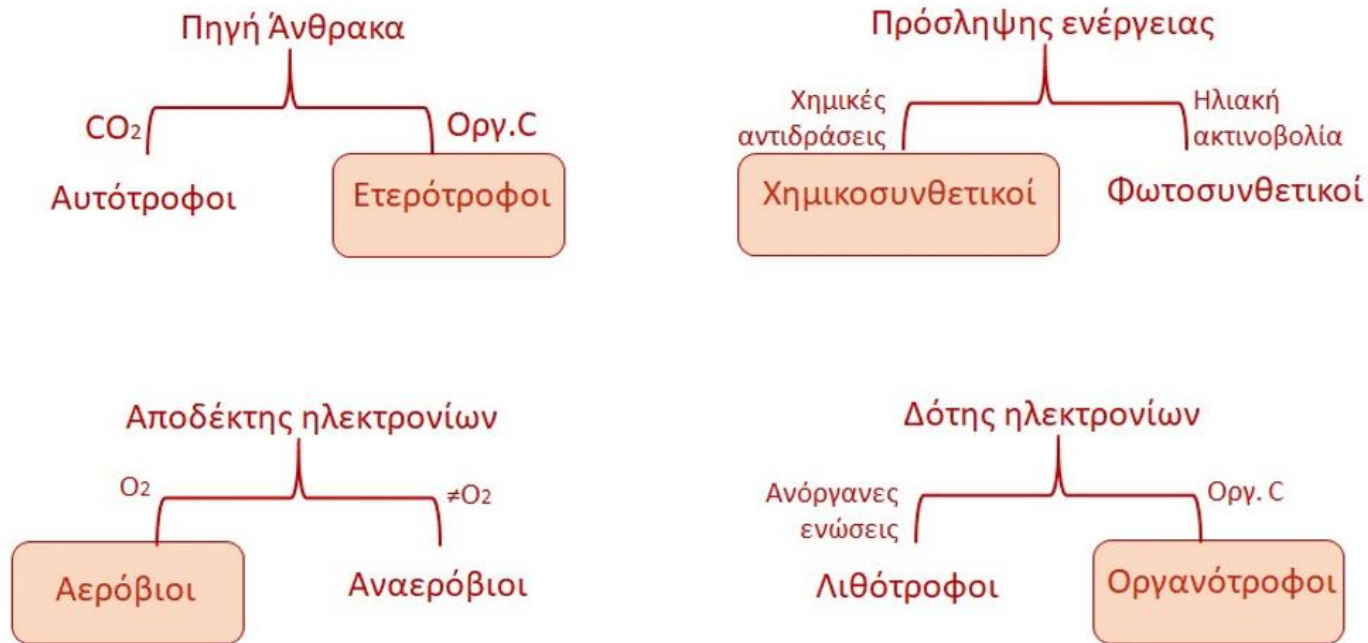 Πηγή Άνθρακα
CO2
Οργ.C
Αυτότροφοι
Ετερότροφοι
Πρόσληψης ενέργειας
Χημικές
αντιδράσεις
Ηλιακή
ακτινοβολία
Χημικοσυνθετικοί
Φωτοσυνθετικοί
Αποδέκτης ηλεκτρονίων
O2
≠O2
Αερόβιοι
Αναερόβιοι
Δότης ηλεκτρονίων
Ανόργανες
ενώσεις
Οργ. C
Λιθότροφοι
Οργανότροφοι